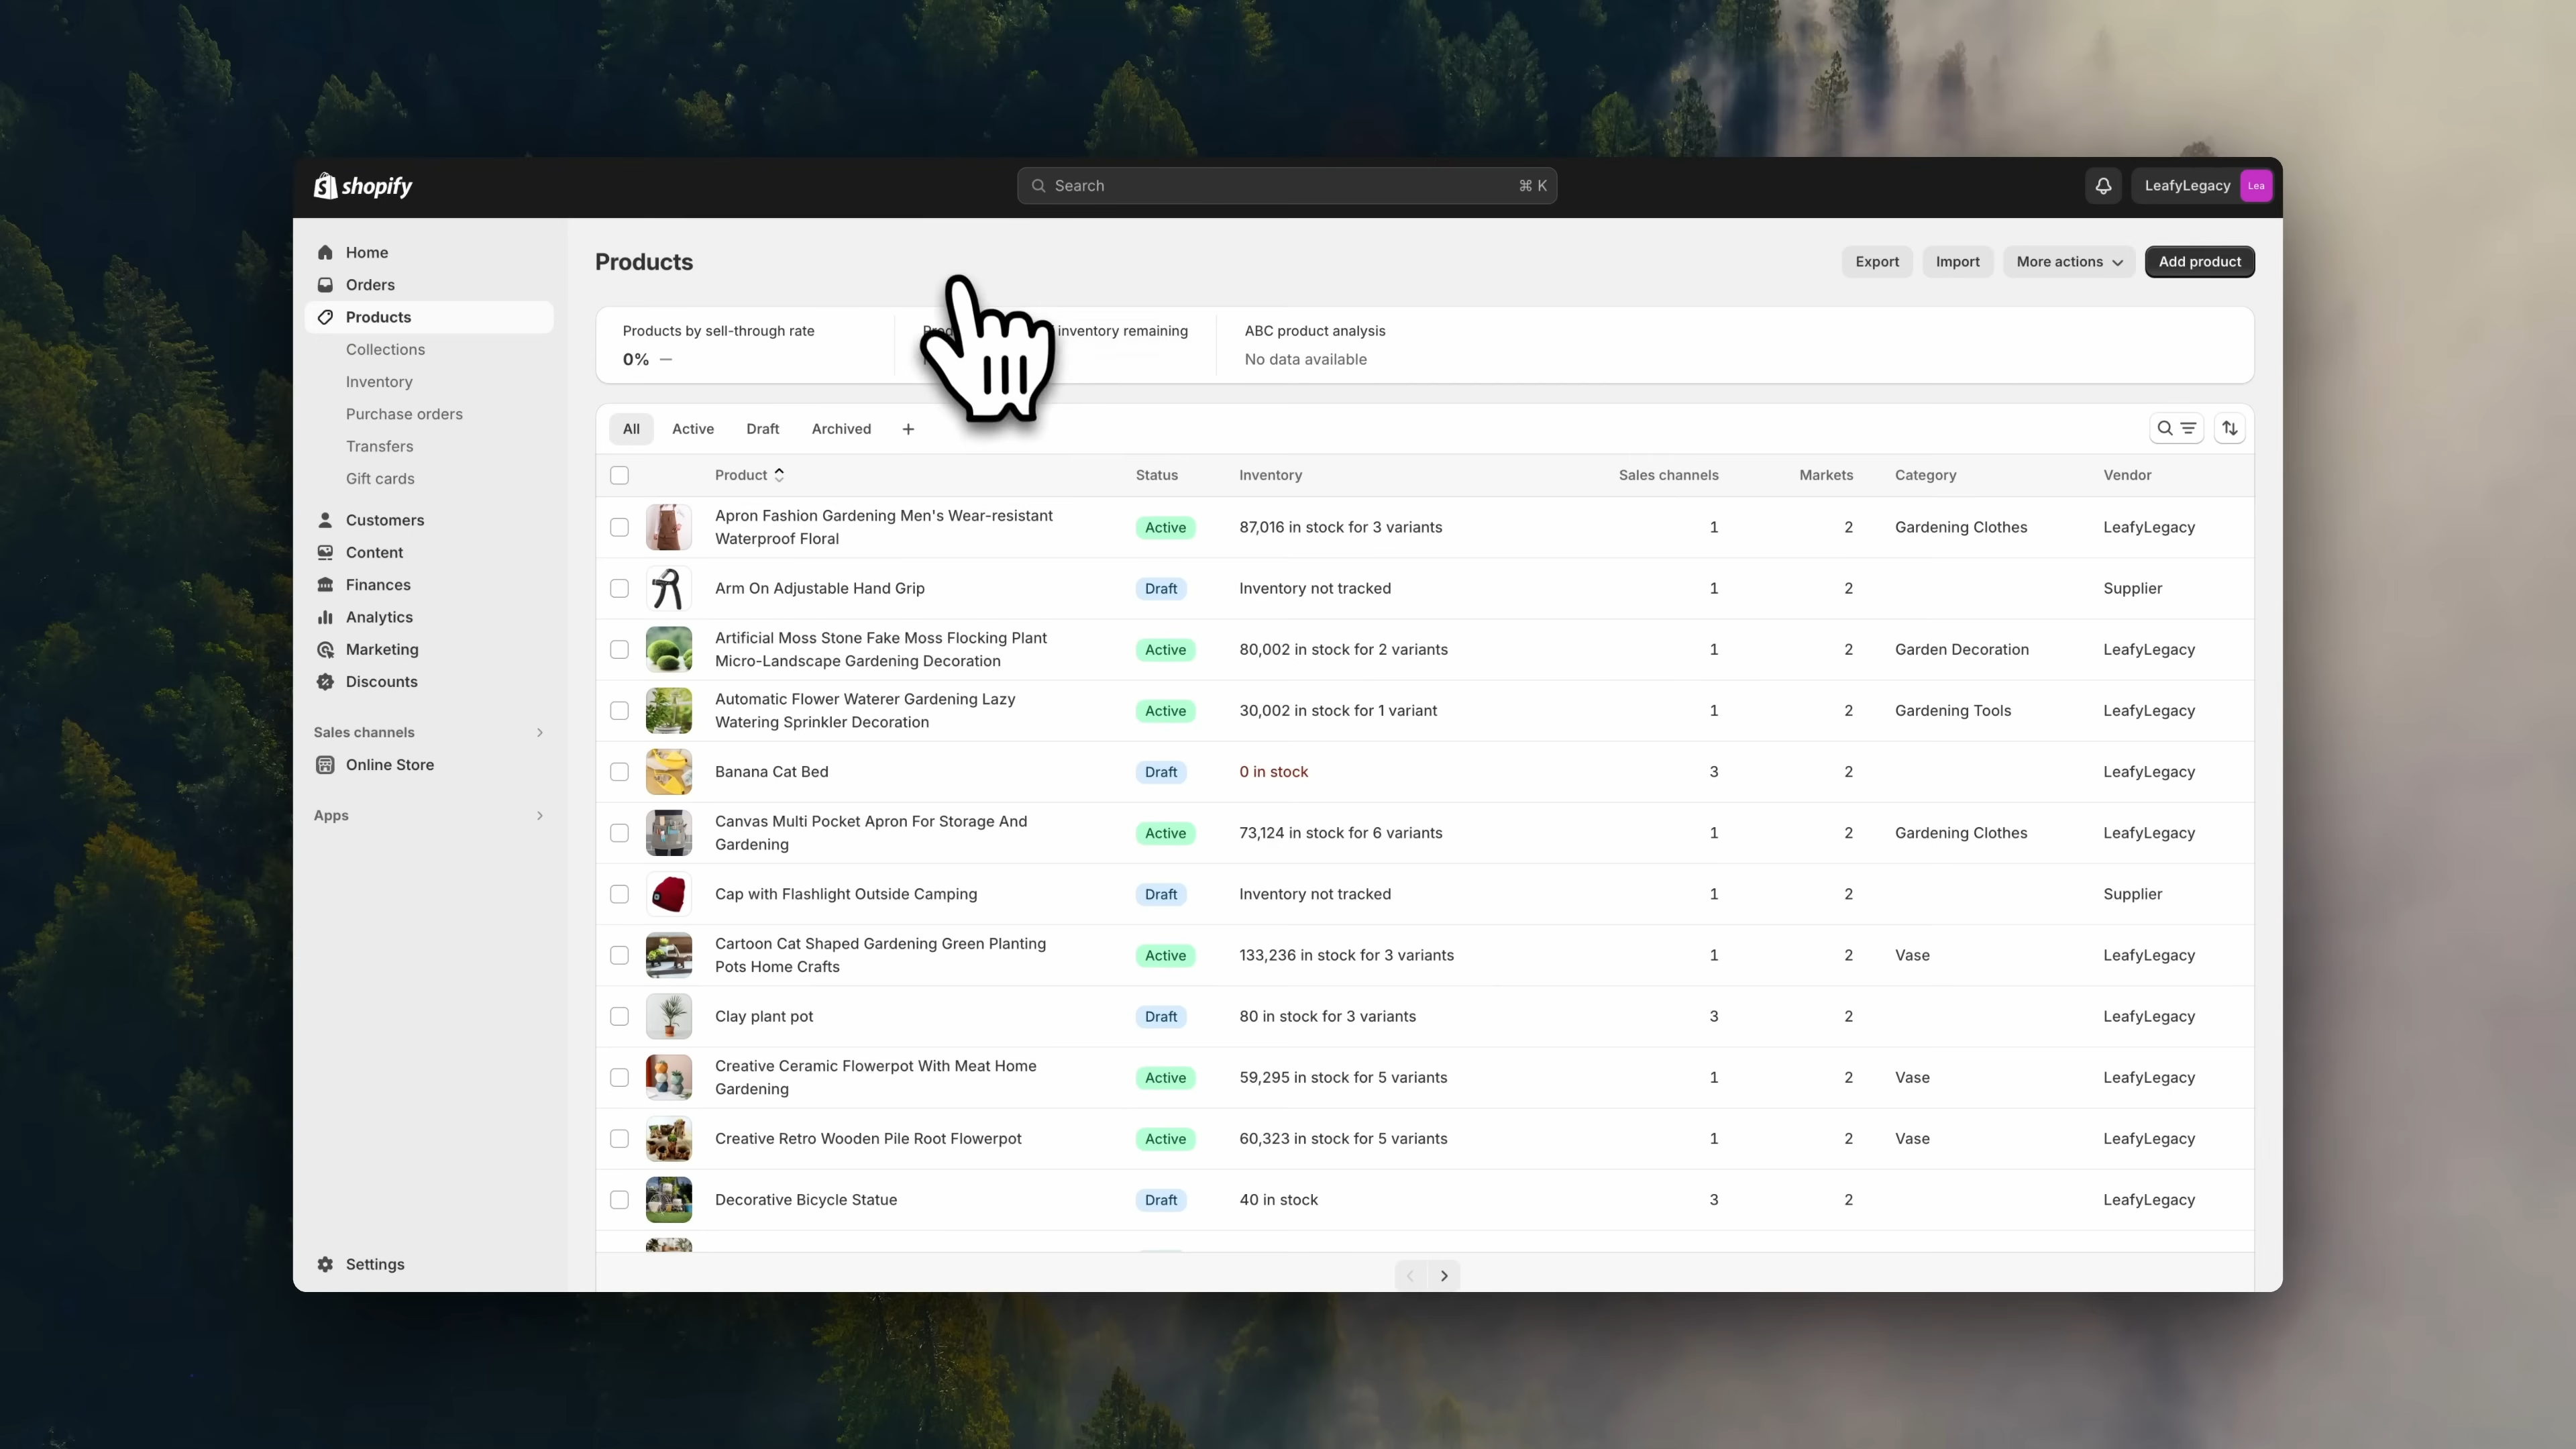 shopify
Search
⌘ K
LeafyLegacy
Lea
Home
Orders
Products
Collections
Inventory
Purchase orders
Transfers
Gift cards
Customers
Content
Finances
Analytics
Marketing
Discounts
Sales channels
Online Store
Apps
Settings
Products
Export
Import
More actions
Add product
Products by sell-through rate
0% —
inventory remaining
ABC product analysis
No data available
All
Active
Draft
Archived
+
Product
Status
Inventory
Sales channels
Markets
Category
Vendor
Apron Fashion Gardening Men's Wear-resistant
Waterproof Floral
Active
87,016 in stock for 3 variants
1
2
Gardening Clothes
LeafyLegacy
Arm On Adjustable Hand Grip
Draft
Inventory not tracked
1
2
Supplier
Artificial Moss Stone Fake Moss Flocking Plant
Micro-Landscape Gardening Decoration
Active
80,002 in stock for 2 variants
1
2
Garden Decoration
LeafyLegacy
Automatic Flower Waterer Gardening Lazy
Watering Sprinkler Decoration
Active
30,002 in stock for 1 variant
1
2
Gardening Tools
LeafyLegacy
Banana Cat Bed
Draft
0 in stock
3
2
LeafyLegacy
Canvas Multi Pocket Apron For Storage And
Gardening
Active
73,124 in stock for 6 variants
1
2
Gardening Clothes
LeafyLegacy
Cap with Flashlight Outside Camping
Draft
Inventory not tracked
1
2
Supplier
Cartoon Cat Shaped Gardening Green Planting
Pots Home Crafts
Active
133,236 in stock for 3 variants
1
2
Vase
LeafyLegacy
Clay plant pot
Draft
80 in stock for 3 variants
3
2
LeafyLegacy
Creative Ceramic Flowerpot With Meat Home
Gardening
Active
59,295 in stock for 5 variants
1
2
Vase
LeafyLegacy
Creative Retro Wooden Pile Root Flowerpot
Active
60,323 in stock for 5 variants
1
2
Vase
LeafyLegacy
Decorative Bicycle Statue
Draft
40 in stock
3
2
LeafyLegacy